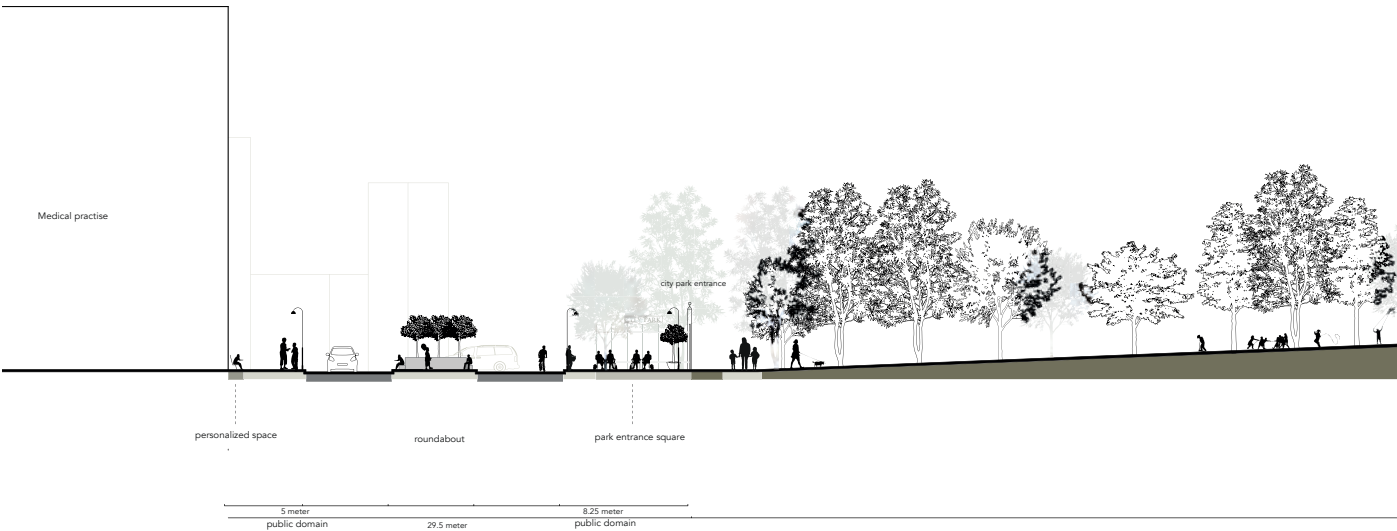 Medical practise
city park entrance
personalized space
roundabout
park entrance square
5 meter
8.25 meter
public domain
29.5 meter
public domain